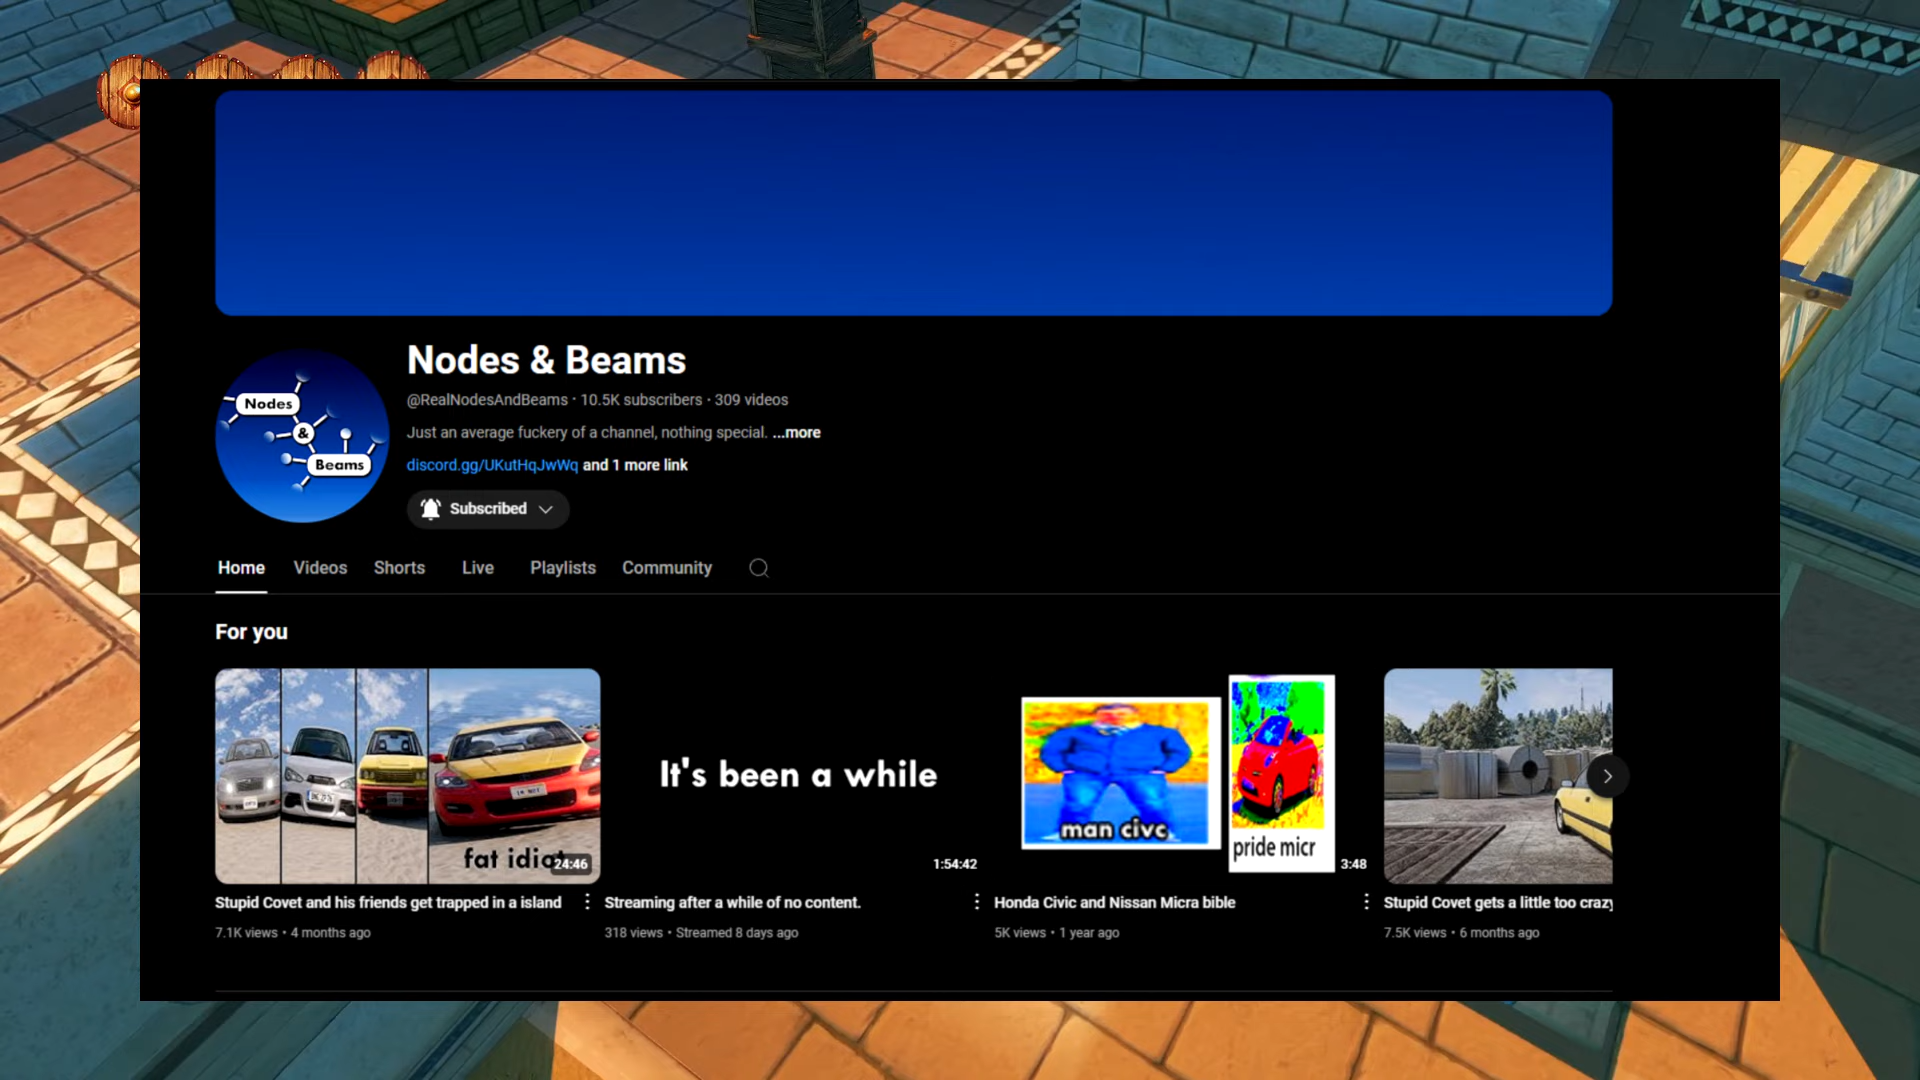 Nodes & Beams
@RealNodesAndBeams · 10.5K subscribers · 309 videos
Just an average fuckery of a channel, nothing special. ...more
discord.gg/UKutHqJwWq and 1 more link
Subscribed
Nodes
&
Beams
Home Videos Shorts Live Playlists Community
For you
fat idiot
24:46
It's been a while
1:54:42
man civc
pride micr
3:48
Stupid Covet and his friends get trapped in a island
7.1K views • 4 months ago
Streaming after a while of no content.
318 views • Streamed 8 days ago
Honda Civic and Nissan Micra bible
5K views • 1 year ago
Stupid Covet gets a little too crazy
7.5K views • 6 months ago